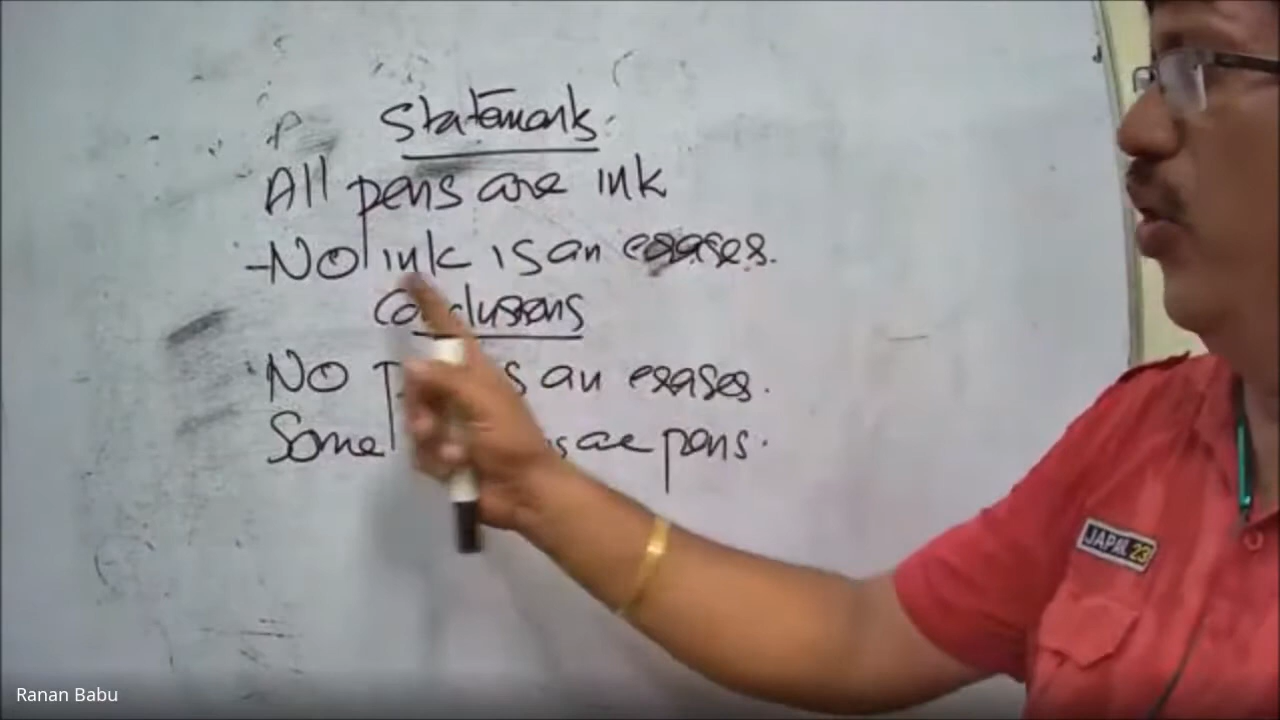 Statements.
All pens are ink
-No ink is an erases.
Conclusions
No an erases.
Some are pens.
JAPAL 23
Ranan Babu